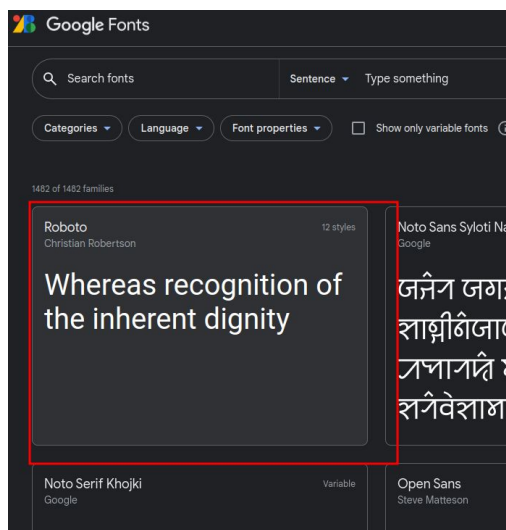 Google Fonts
Search fonts
Sentence
Type something
Categories
Language
Font properties
Show only variable fonts
1482 of 1482 families
Roboto
12 styles
Christian Robertson
Whereas recognition of
the inherent dignity
Noto Sans Syloti
Google
Noto Serif Khojki
Variable
Google
Open Sans
Steve Matteson